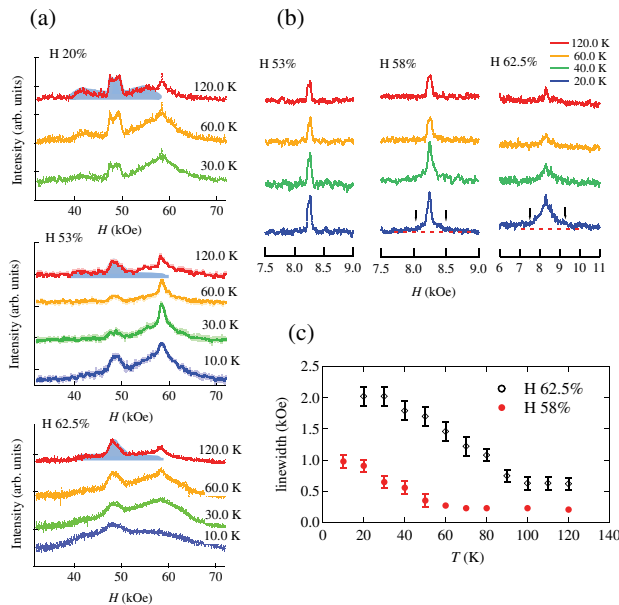 (a)
H 20%
120.0 K
60.0 K
30.0 K
Intensity (arb. units)
40 50 60 70
H (kOe)
H 53%
120.0 K
60.0 K
30.0 K
10.0 K
Intensity (arb. units)
40 50 60 70
H (kOe)
H 62.5%
120.0 K
60.0 K
30.0 K
10.0 K
Intensity (arb. units)
40 50 60 70
H (kOe)
(b)
120.0 K
60.0 K
40.0 K
20.0 K
H 53%
H 58%
H 62.5%
7.5 8.0 8.5 9.0
7.5 8.0 8.5 9.0
6 7 8 9 10 11
H (kOe)
(c)
linewidth (kOe)
2.5
2.0
1.5
1.0
0.5
0.0
H 62.5%
H 58%
0 20 40 60 80 100 120 140
T (K)